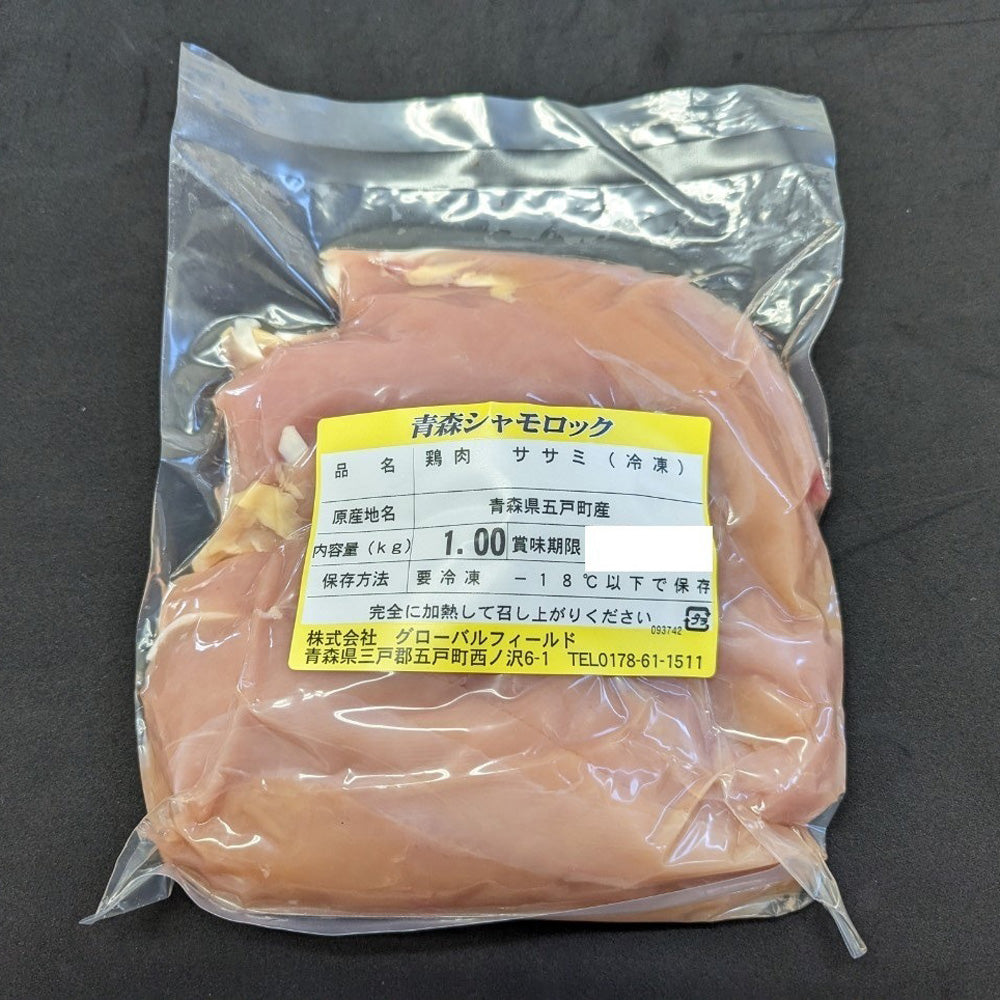 青森シャモロック
品名 鶏肉 ササミ(冷凍)
原産地名 青森県五戸町産
内容量(kg) 1.00 賞味期限
保存方法 要冷凍 -18℃以下で保存
完全に加熱して召し上がりください
プラ
093742
株式会社 グローバルフィールド
青森県三戸郡五戸町西ノ沢6-1 TEL0178-61-1511